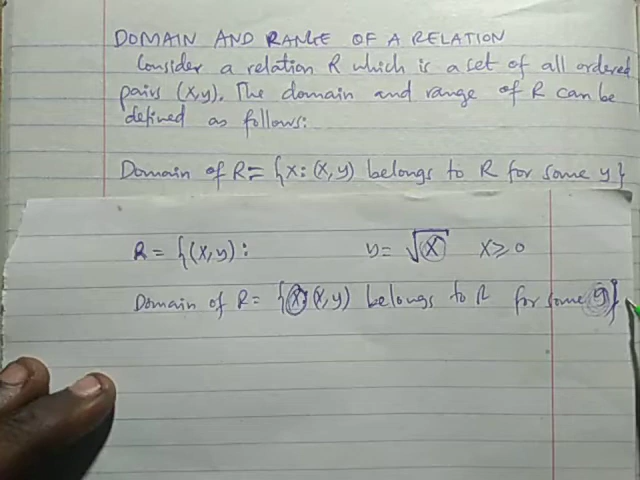 DOMAIN AND RANGE OF A RELATION
Consider a relation R which is a set of all ordered
pairs (x,y). The domain and range of R can be
defined as follows:
Domain of R = {x: (x,y) belongs to R for some y}
R = {(x,y): y = √x x ≥ 0
Domain of R = {x: (x,y) belongs to R for some y}